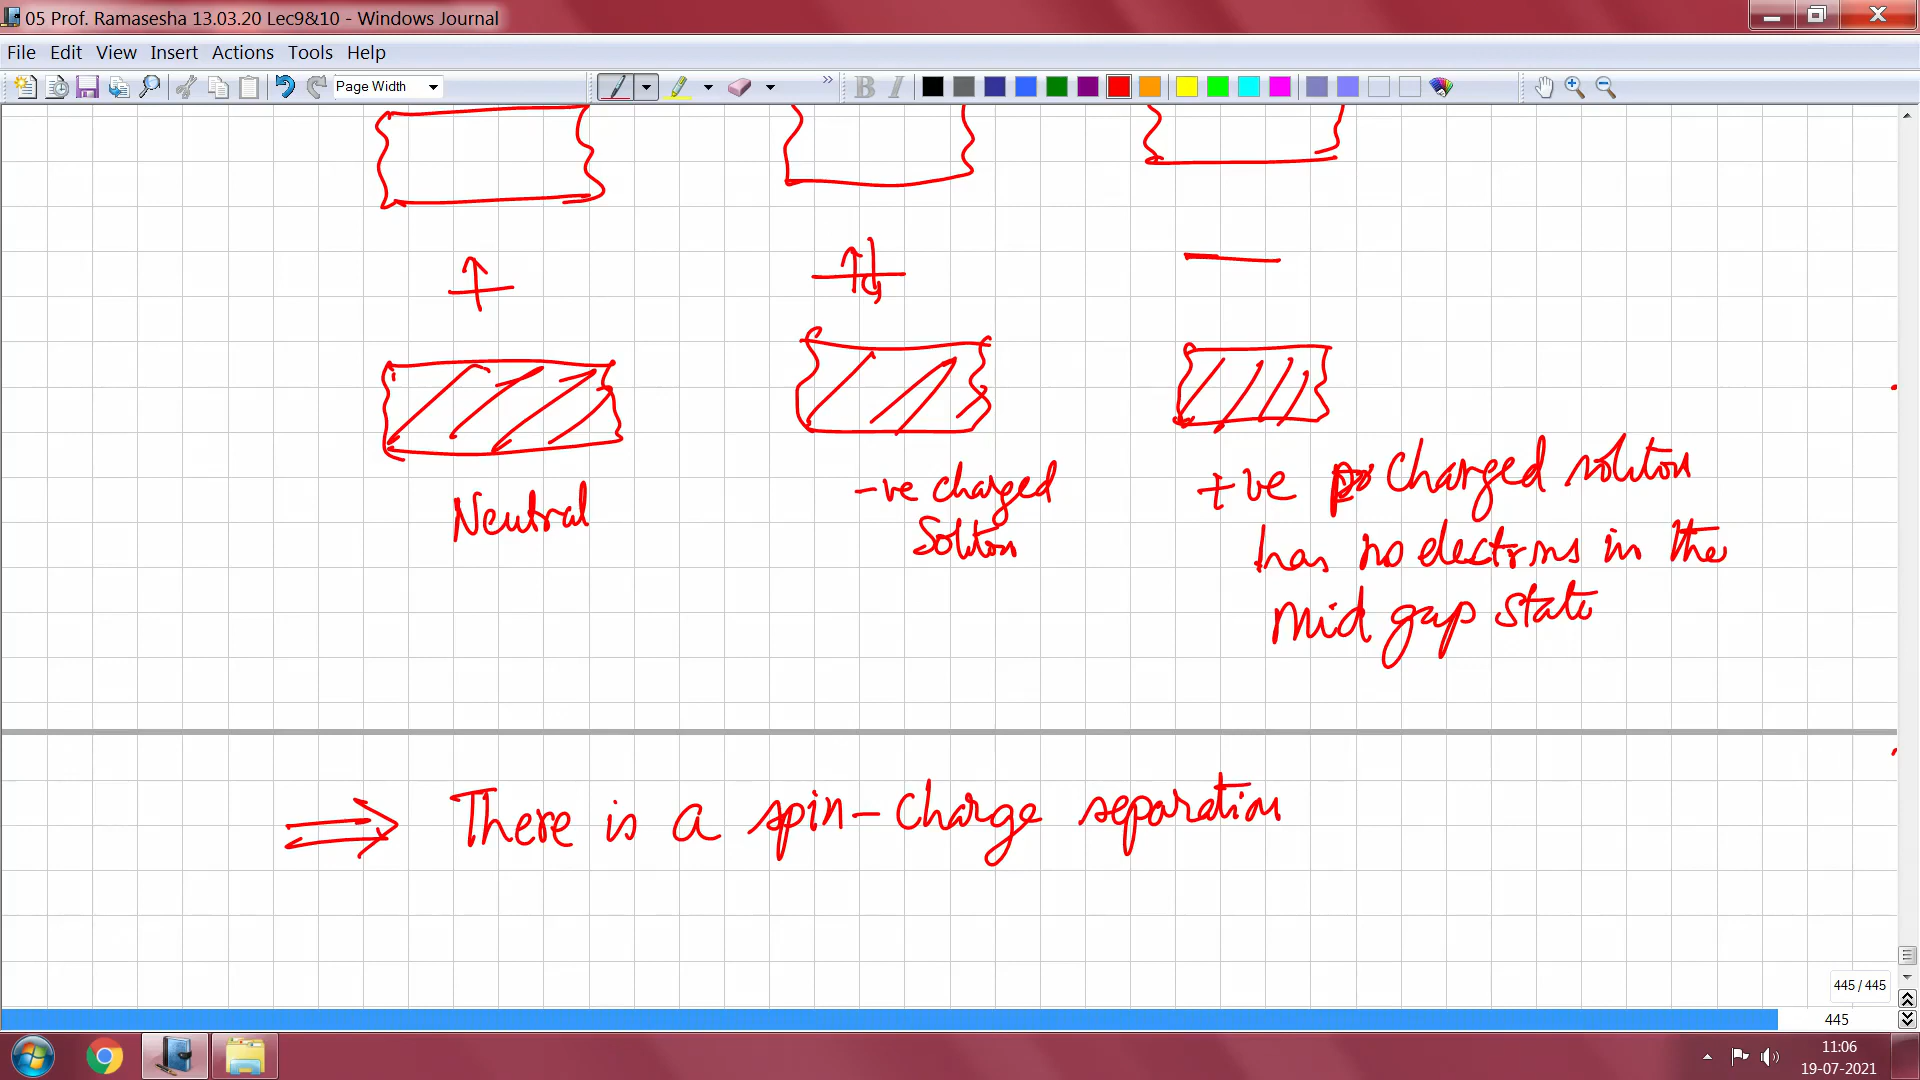 05 Prof. Ramasesha 13.03.20 Lec9&10 - Windows Journal
File Edit View Insert Actions Tools Help
Page Width
B I
Neutral
-ve charged
Soliton
+ve charged soliton
has no electrons in the
mid gap state
⇒ There is a spin-charge separation
445 / 445
445
11:06
19-07-2021